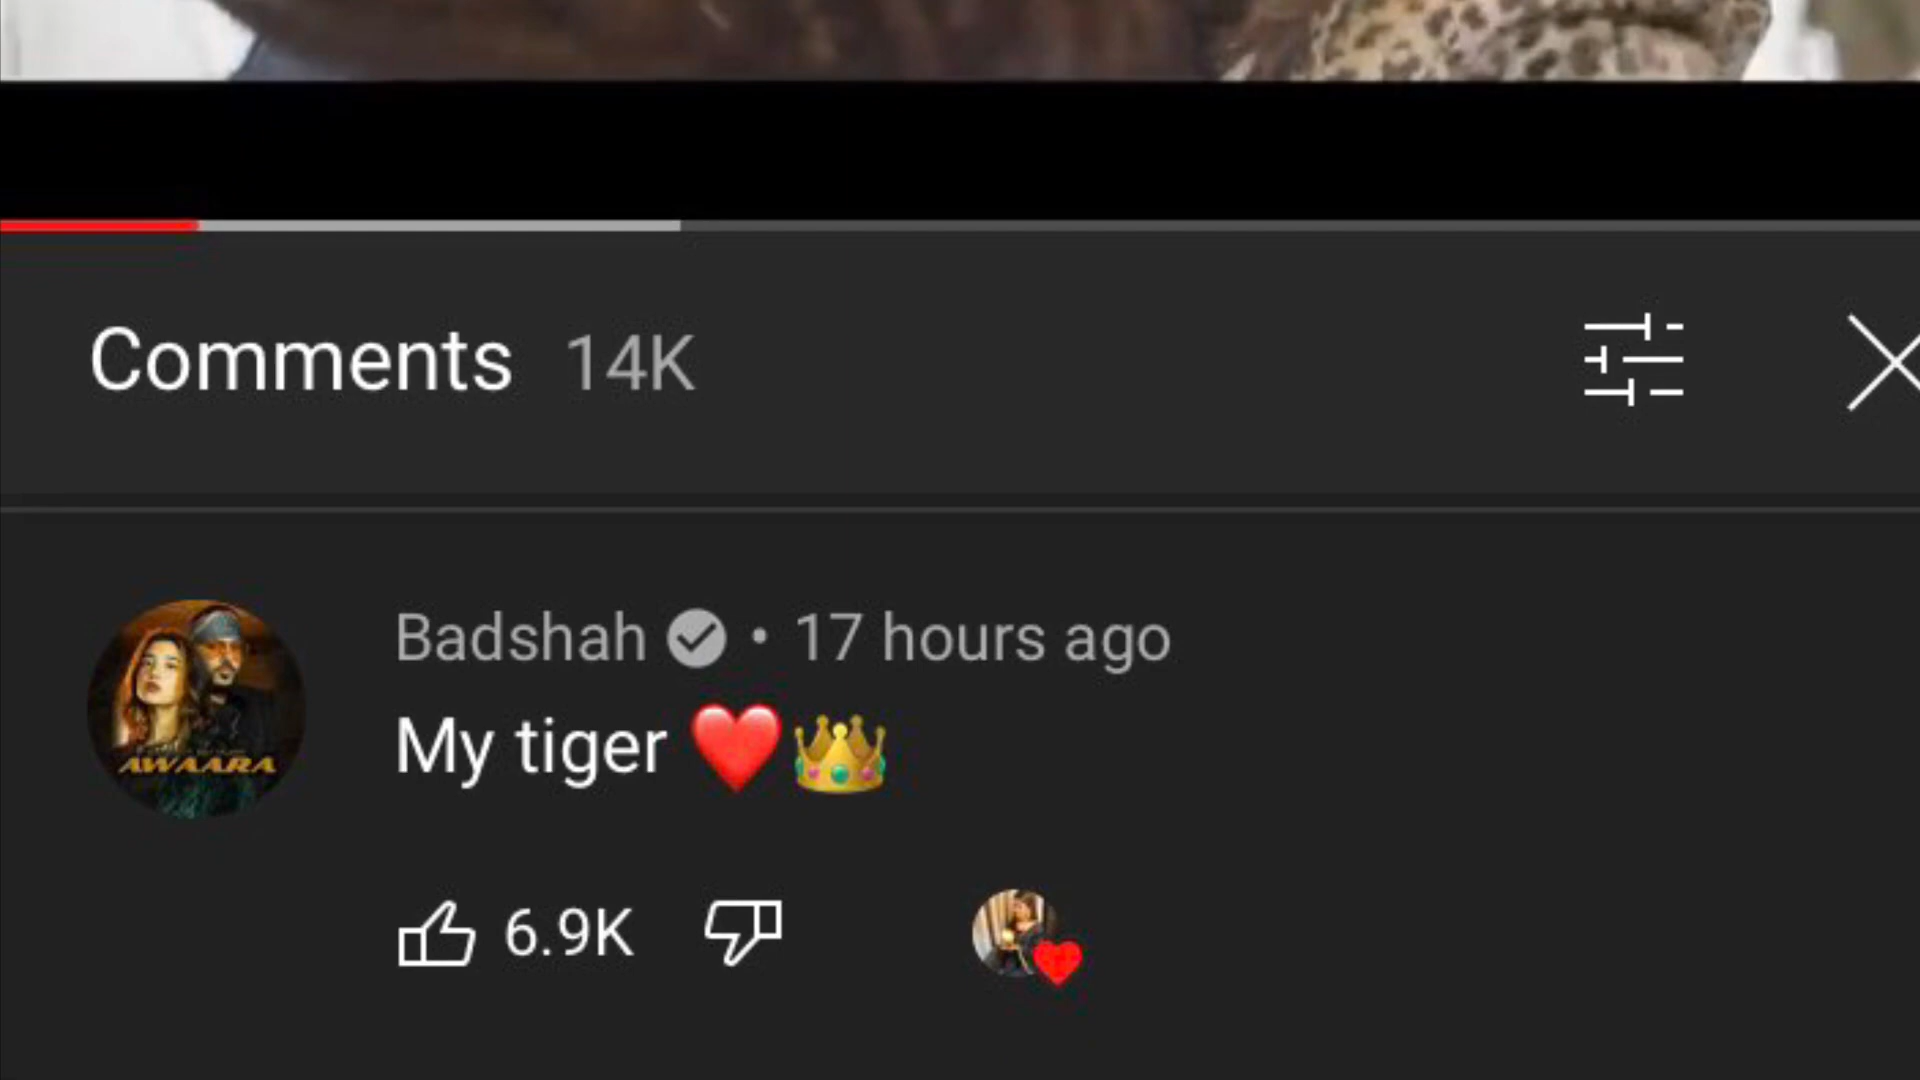 Comments 14K
Badshah • 17 hours ago
My tiger ❤️👑
AWAARA
6.9K